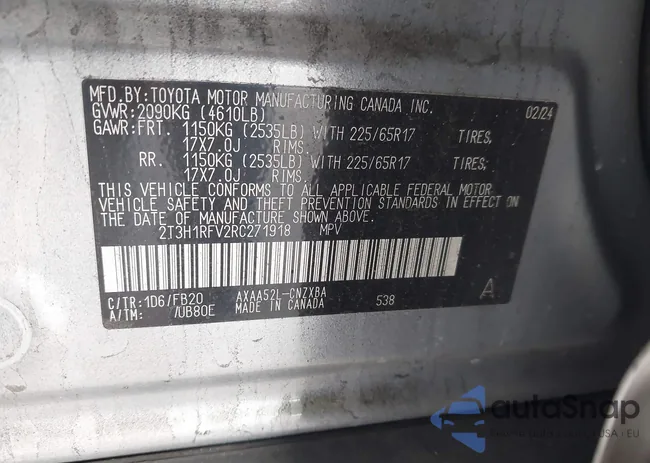 MFD.BY:TOYOTA MOTOR MANUFACTURING CANADA INC. 02/24
GVWR:2090KG (4610LB)
GAWR:FRT. 1150KG (2535LB) WITH 225/65R17 TIRES,
17X7.0J RIMS.
RR. 1150KG (2535LB) WITH 225/65R17 TIRES,
17X7.0J RIMS.
THIS VEHICLE CONFORMS TO ALL APPLICABLE FEDERAL MOTOR
VEHICLE SAFETY AND THEFT PREVENTION STANDARDS IN EFFECT ON
THE DATE OF MANUFACTURE SHOWN ABOVE.
2T3H1RFV2RC271918 MPV
C/TR:1D6/FB20 AXAA52L-CNZXBA 538 A
A/TM: /UB80E MADE IN CANADA
autoSnap
USA | EU